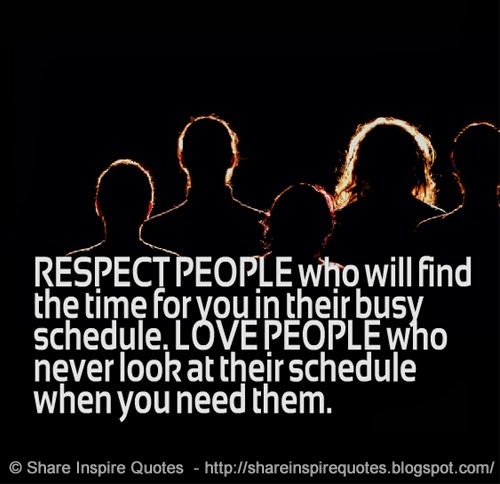 RESPECT PEOPLE who will find
the time for you in their busy
schedule. LOVE PEOPLE who
never look at their schedule
when you need them.
© Share Inspire Quotes - http://shareinspirequotes.blogspot.com/